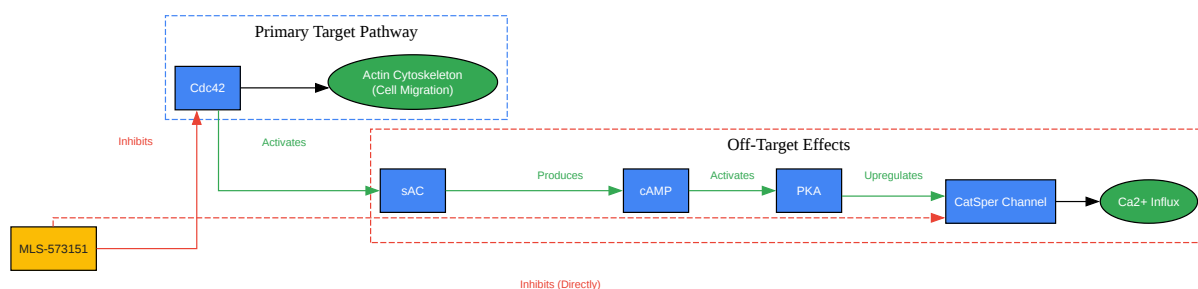 Primary Target Pathway
Cdc42
Actin Cytoskeleton
(Cell Migration)
Inhibits
Activates
Off-Target Effects
sAC
Produces
cAMP
Activates
PKA
Upregulates
CatSper Channel
Ca2+ Influx
MLS-573151
Inhibits (Directly)